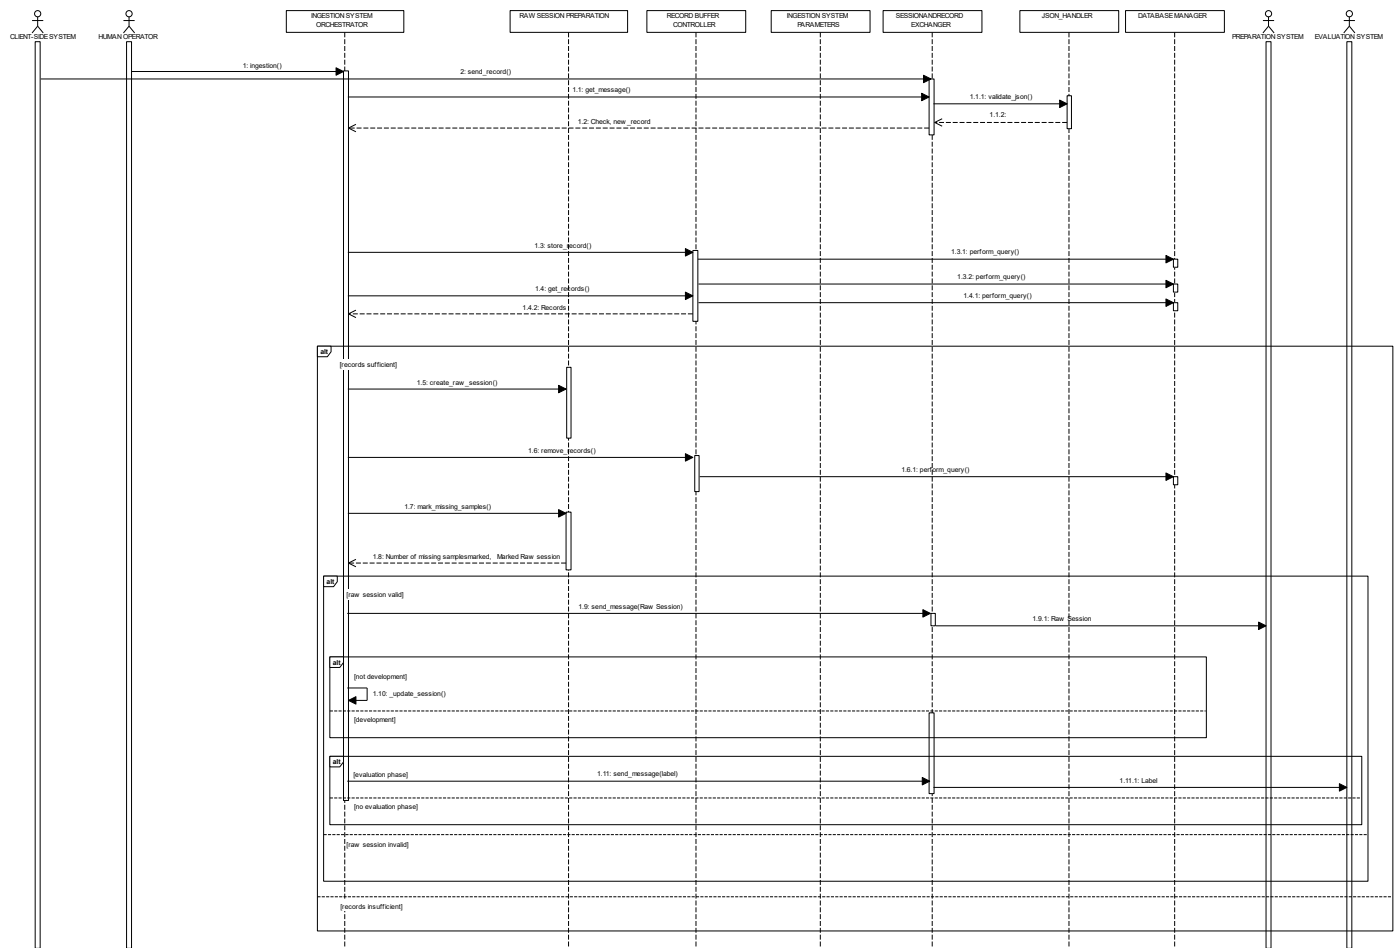 INGESTION SYSTEM
ORCHESTRATOR
RAW SESSION PREPARATION
RECORD BUFFER
CONTROLLER
INGESTION SYSTEM
PARAMETERS
SESSIONANDRECORD
EXCHANGER
JSON_HANDLER
DATABASE MANAGER
CLIENT-SIDE SYSTEM
HUMAN OPERATOR
PREPARATION SYSTEM
EVALUATION SYSTEM
1: ingestion()
2: send_record()
1.1: get_message()
1.1.1: validate_json()
1.1.2:
1.2: Check, new_record
1.3: store_record()
1.3.1: perform_query()
1.3.2: perform_query()
1.4: get_records()
1.4.1: perform_query()
1.4.2: Records
alt
[records sufficient]
1.5: create_raw_session()
1.6: remove_records()
1.6.1: perform_query()
1.7: mark_missing_samples()
1.8: Number of missing samplesmarked, Marked Raw session
alt
[raw session valid]
1.9: send_message(Raw Session)
1.9.1: Raw Session
alt
[not development]
1.10: _update_session()
[development]
alt
[evaluation phase]
1.11: send_message(label)
1.11.1: Label
[no evaluation phase]
[raw session invalid]
[records insufficient]